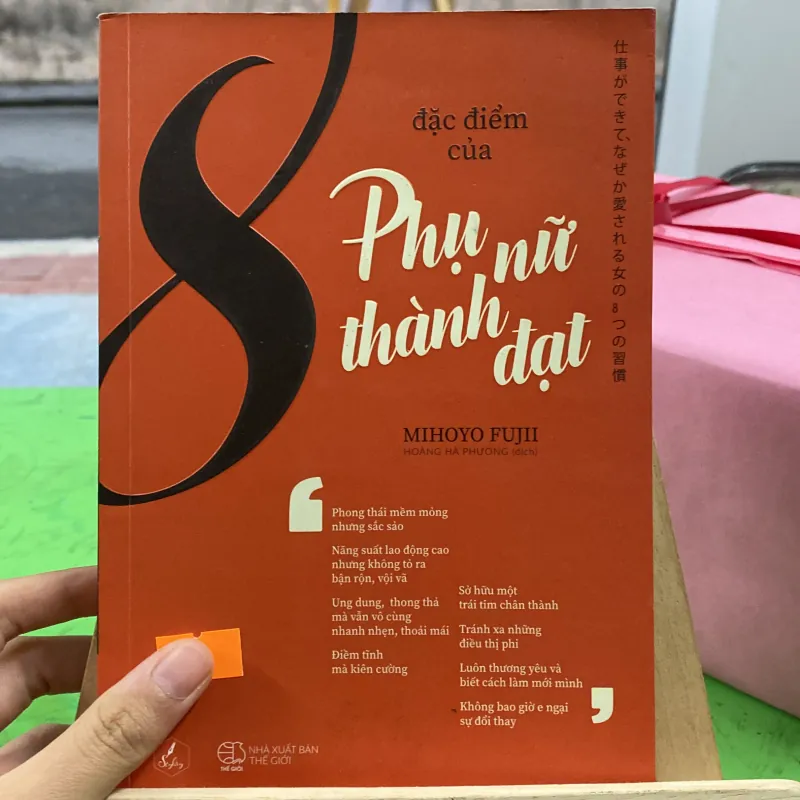 8
đặc điểm
của
Phụ nữ
thành đạt
仕事ができて、なぜか愛される女の8つの習慣
MIHOYO FUJII
HOÀNG HÀ PHƯƠNG (dịch)
Phong thái mềm mỏng
nhưng sắc sảo
Năng suất lao động cao
nhưng không tỏ ra
bận rộn, vội vã
Ung dung, thong thả
mà vẫn vô cùng
nhanh nhẹn, thoải mái
Điềm tĩnh
mà kiên cường
Sở hữu một
trái tim chân thành
Tránh xa những
điều thị phi
Luôn thương yêu và
biết cách làm mới mình
Không bao giờ e ngại
sự đổi thay
NHÀ XUẤT BẢN
THẾ GIỚI
THẾ GIỚI